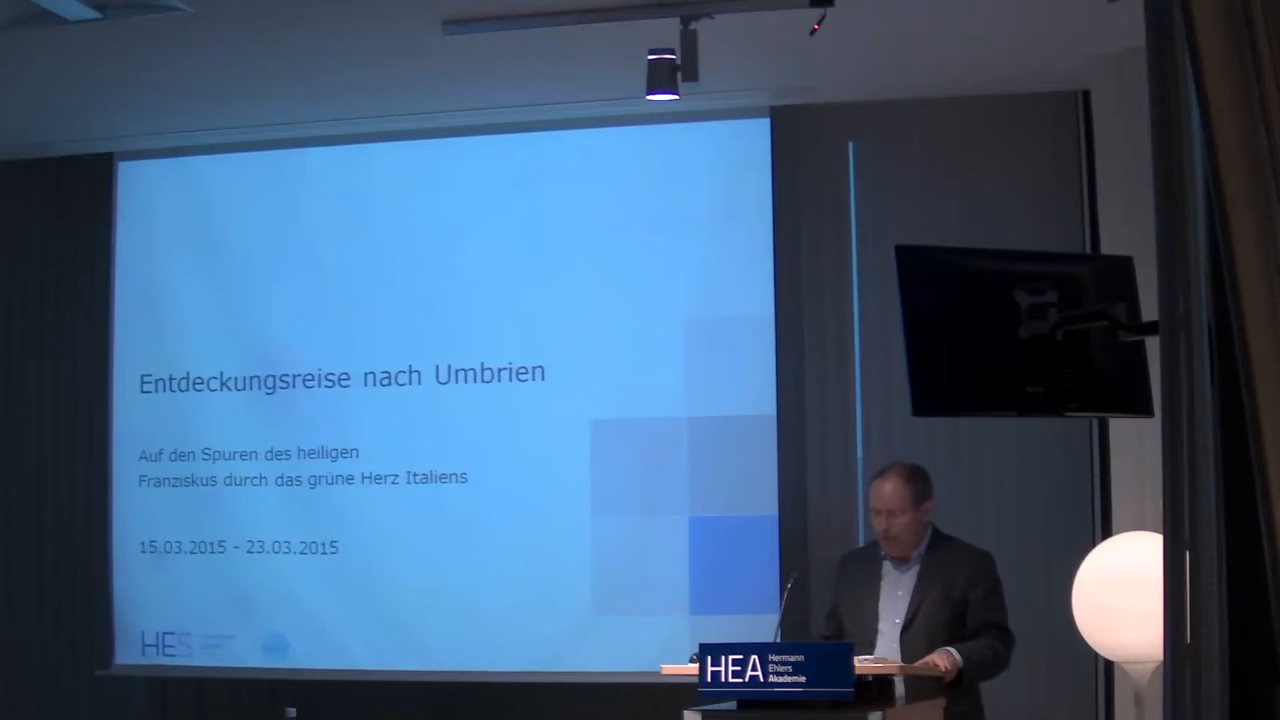 Entdeckungsreise nach Umbrien
Auf den Spuren des heiligen
Franziskus durch das grüne Herz Italiens
15.03.2015 - 23.03.2015
HES
HEA
Hermann
Ehlers
Akademie